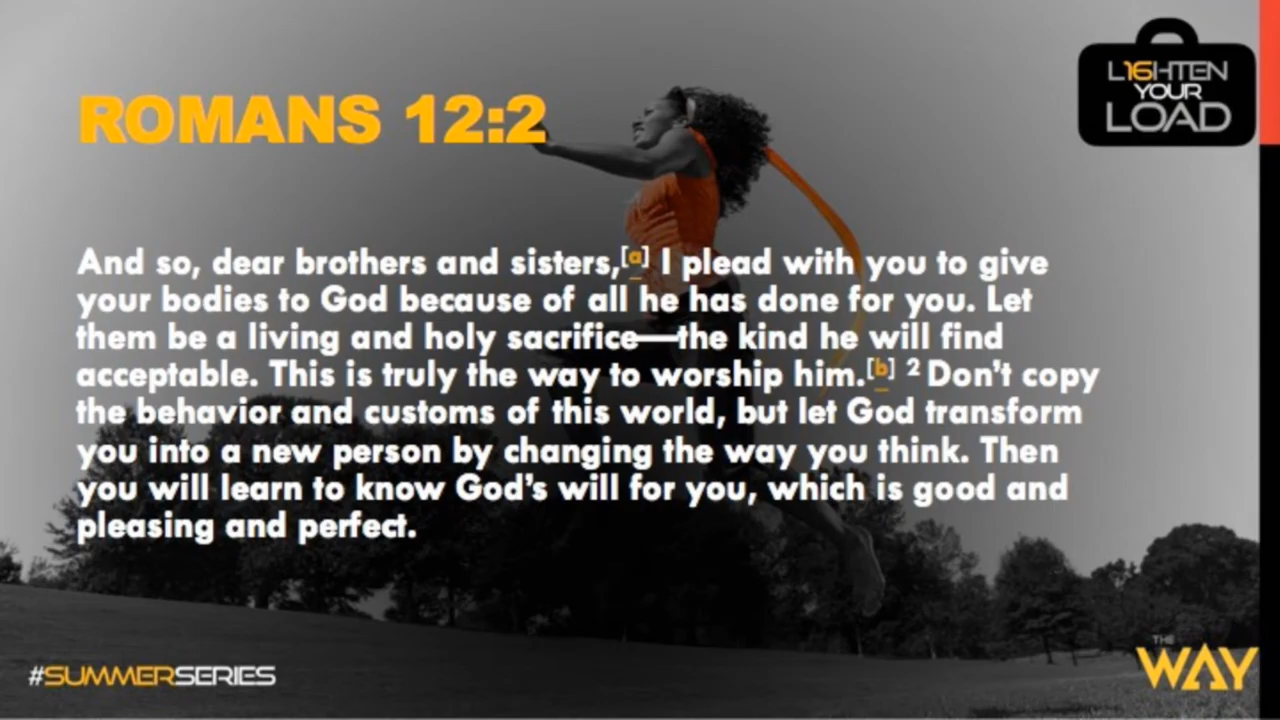 L16HTEN
YOUR
LOAD
ROMANS 12:2
And so, dear brothers and sisters,[a] I plead with you to give
your bodies to God because of all he has done for you. Let
them be a living and holy sacrifice—the kind he will find
acceptable. This is truly the way to worship him.[b] 2 Don't copy
the behavior and customs of this world, but let God transform
you into a new person by changing the way you think. Then
you will learn to know God's will for you, which is good and
pleasing and perfect.
#SUMMERSERIES
THE
WAY